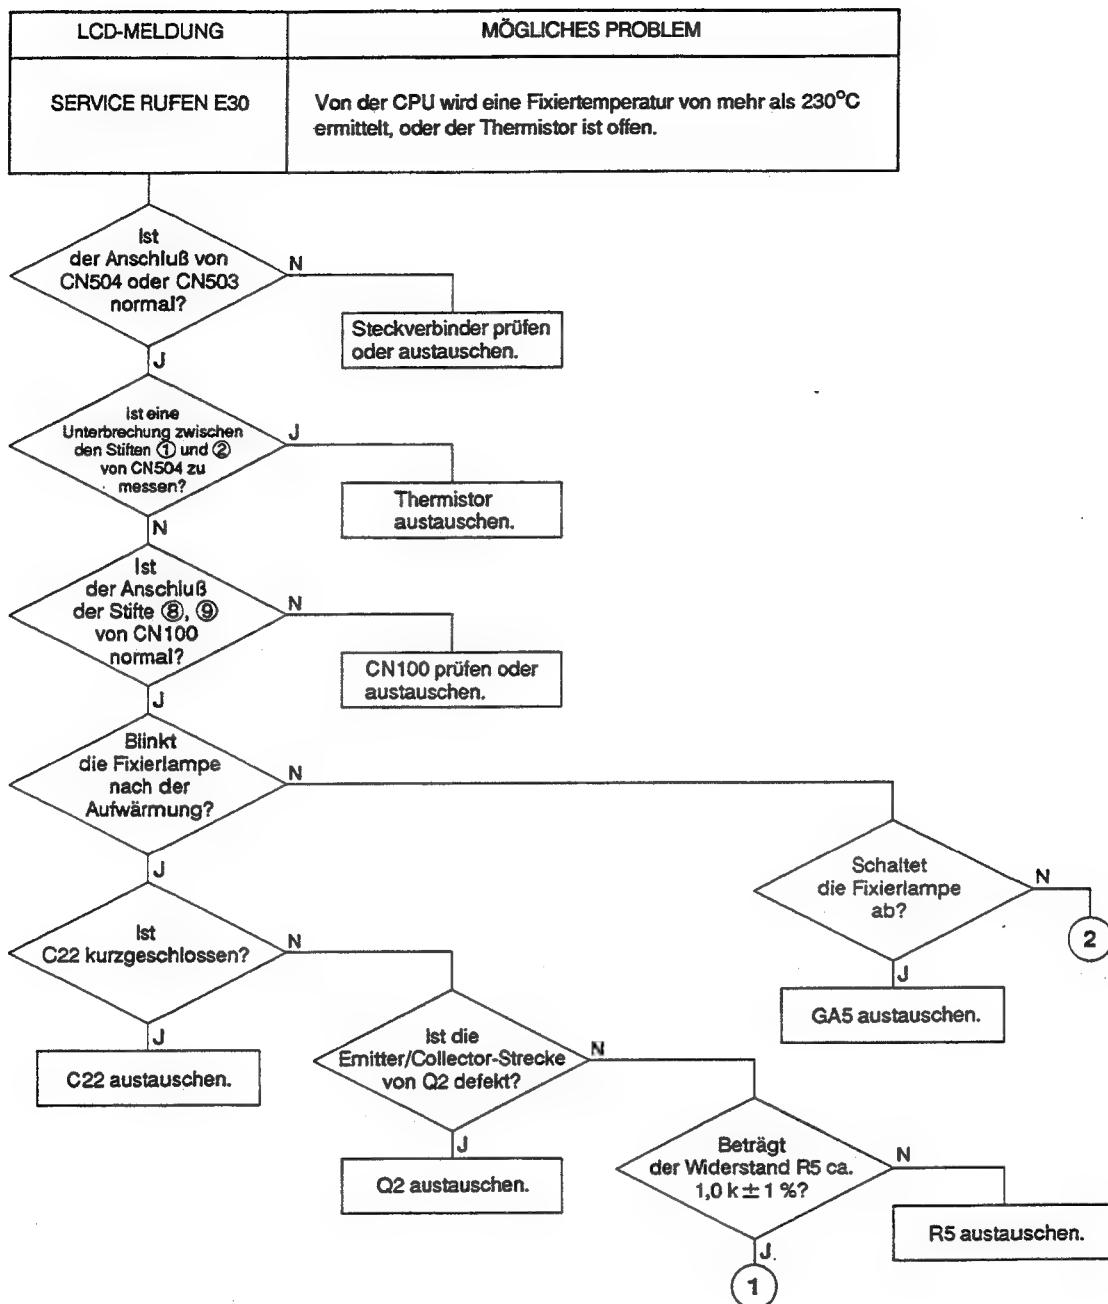 LCD-MELDUNG
MÖGLICHES PROBLEM
SERVICE RUFEN E30
Von der CPU wird eine Fixiertemperatur von mehr als 230°C
ermittelt, oder der Thermistor ist offen.
Ist
der Anschluß von
CN504 oder CN503
normal?
N
Steckverbinder prüfen
oder austauschen.
J
Ist eine
Unterbrechung zwischen
den Stiften ① und ②
von CN504 zu
messen?
J
Thermistor
austauschen.
N
Ist
der Anschluß
der Stifte ⑧, ⑨
von CN100
normal?
N
CN100 prüfen oder
austauschen.
J
Blinkt
die Fixierlampe
nach der
Aufwärmung?
N
Schaltet
die Fixierlampe
ab?
N
2
J
GA5 austauschen.
J
Ist
C22 kurzgeschlossen?
N
J
C22 austauschen.
Ist die
Emitter/Collector-Strecke
von Q2 defekt?
N
J
Q2 austauschen.
Beträgt
der Widerstand R5 ca.
1,0 k ± 1 %?
N
R5 austauschen.
J
1